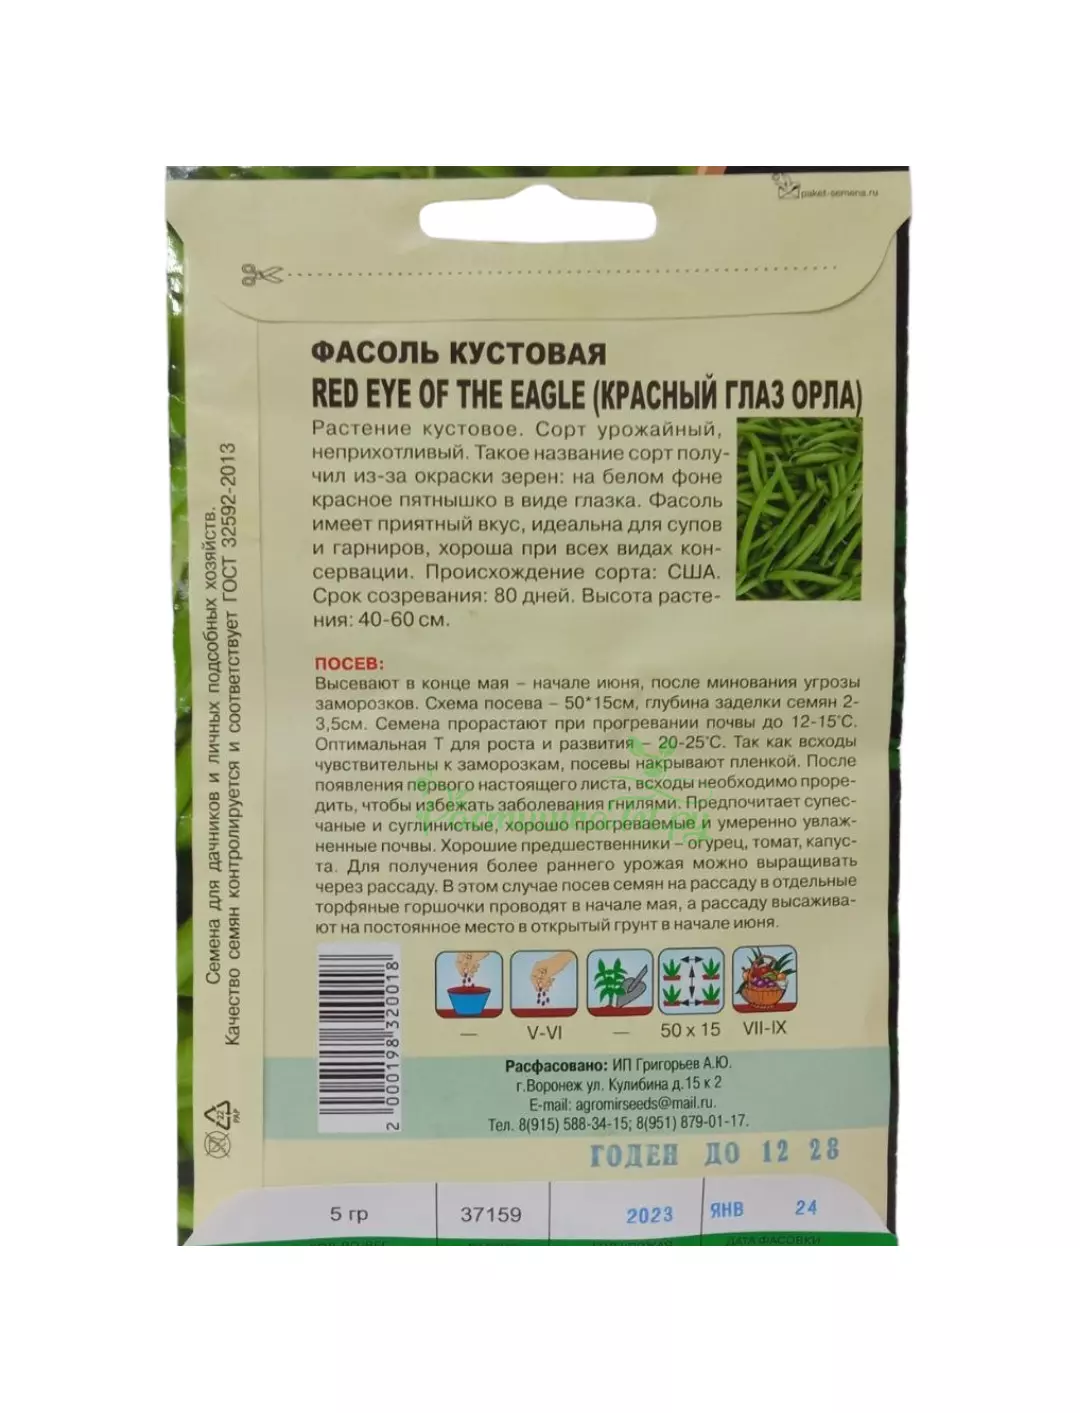 paket-semena.ru
ФАСОЛЬ КУСТОВАЯ
RED EYE OF THE EAGLE (КРАСНЫЙ ГЛАЗ ОРЛА)
Растение кустовое. Сорт урожайный,
неприхотливый. Такое название сорт полу-
чил из-за окраски зерен: на белом фоне
красное пятнышко в виде глазка. Фасоль
имеет приятный вкус, идеальна для супов
и гарниров, хороша при всех видах кон-
сервации. Происхождение сорта: США.
Срок созревания: 80 дней. Высота расте-
ния: 40-60 см.
ПОСЕВ:
Высевают в конце мая – начале июня, после минования угрозы
заморозков. Схема посева – 50*15см, глубина заделки семян 2-
3,5см. Семена прорастают при прогревании почвы до 12-15°С.
Оптимальная Т для роста и развития – 20-25°С. Так как всходы
чувствительны к заморозкам, посевы накрывают пленкой. После
появления первого настоящего листа, всходы необходимо проре-
дить, чтобы избежать заболевания гнилями. Предпочитает супес-
чаные и суглинистые, хорошо прогреваемые и умеренно увлаж-
ненные почвы. Хорошие предшественники – огурец, томат, капус-
та. Для получения более раннего урожая можно выращивать
через рассаду. В этом случае посев семян на рассаду в отдельные
торфяные горшочки проводят в начале мая, а рассаду высажива-
ют на постоянное место в открытый грунт в начале июня.
Семена для дачников и личных подсобных хозяйств.
Качество семян контролируется и соответствует ГОСТ 32592-2013
2 000198 320018
— V-VI — 50 x 15 VII-IX
Расфасовано: ИП Григорьев А.Ю.
г.Воронеж ул. Кулибина д.15 к 2
E-mail: agromirseeds@mail.ru.
Тел. 8(915) 588-34-15; 8(951) 879-01-17.
22
PAP
ГОДЕН ДО 12 28
5 гр 37159 2023 ЯНВ 24
ДАТА ФАСОВКИ